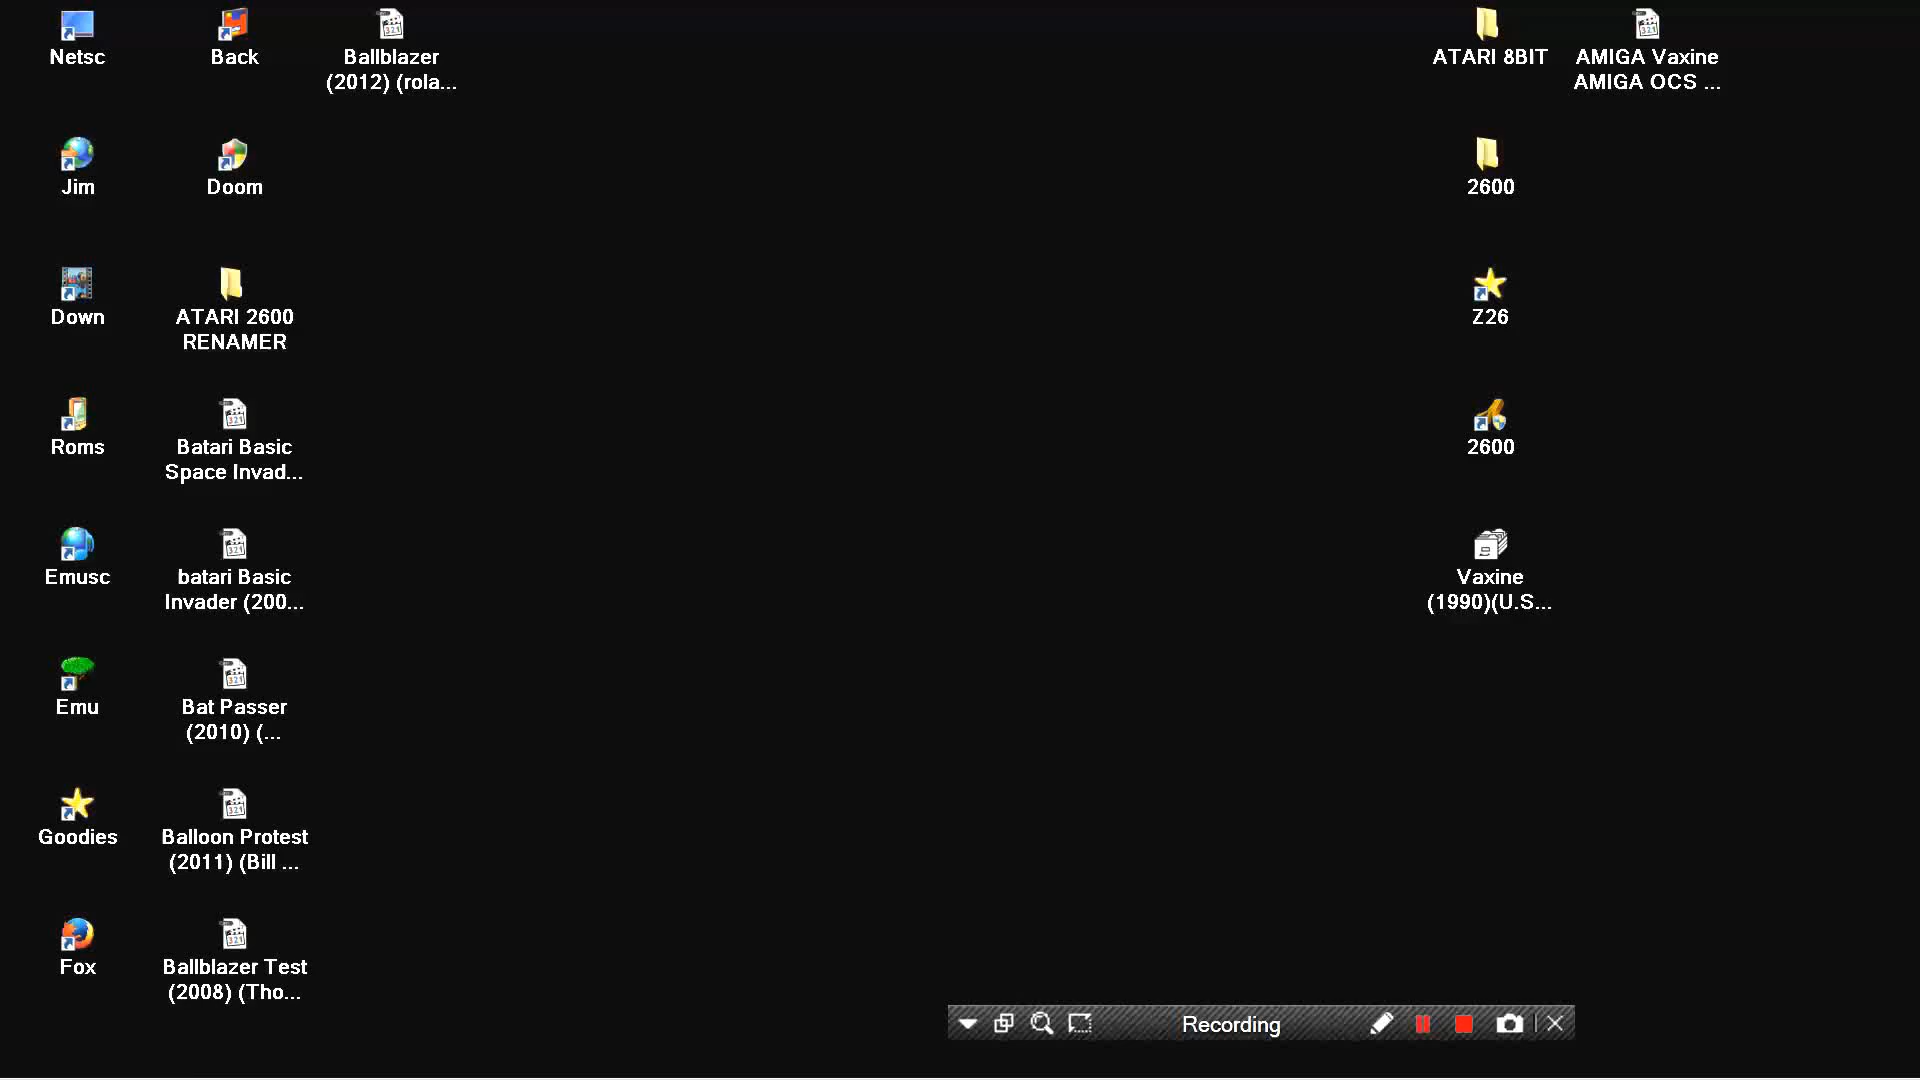 Netsc
Back
Ballblazer
(2012) (rola...
ATARI 8BIT
AMIGA Vaxine
AMIGA OCS ...
Jim
Doom
2600
Down
ATARI 2600
RENAMER
Z26
Roms
Batari Basic
Space Invad...
2600
Emusc
batari Basic
Invader (200...
Vaxine
(1990)(U.S...
Emu
Bat Passer
(2010) (...
Goodies
Balloon Protest
(2011) (Bill ...
Fox
Ballblazer Test
(2008) (Tho...
Recording